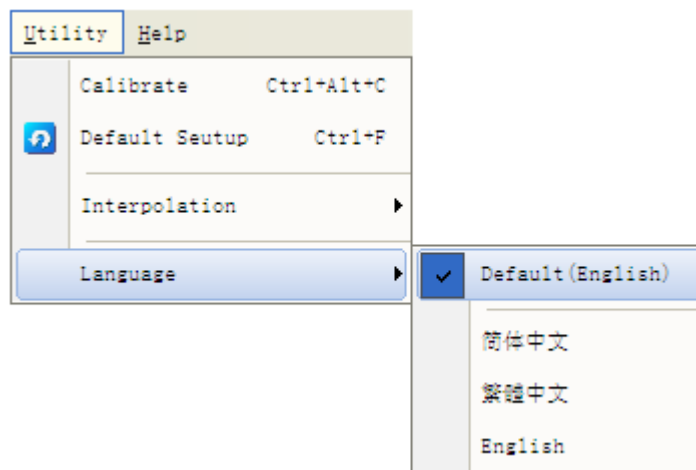 Utility Help
Calibrate Ctrl+Alt+C
Default Seutup Ctrl+F
Interpolation
Language
Default(English)
简体中文
繁體中文
English